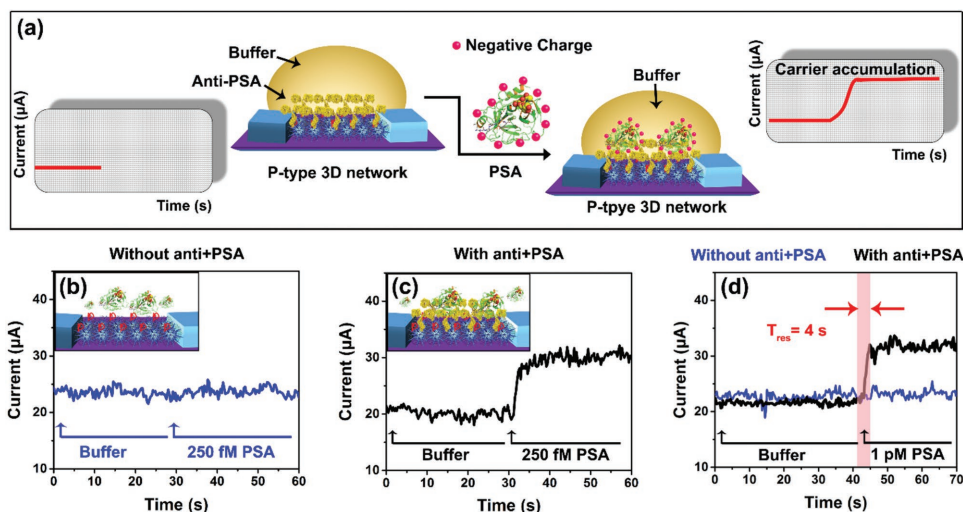 (a)
Buffer
Anti-PSA
Negative Charge
Buffer
Carrier accumulation
Current (µA)
Time (s)
Current (µA)
Time (s)
P-type 3D network
PSA
P-tpye 3D network
Without anti+PSA
(b)
40
30
20
10
0 10 20 30 40 50 60
Current (µA)
Time (s)
Buffer
250 fM PSA
With anti+PSA
(c)
40
30
20
10
0 10 20 30 40 50 60
Current (µA)
Time (s)
Buffer
250 fM PSA
Without anti+PSA With anti+PSA
(d)
Tres = 4 s
40
30
20
10
0 10 20 30 40 50 60 70
Current (µA)
Time (s)
Buffer
1 pM PSA